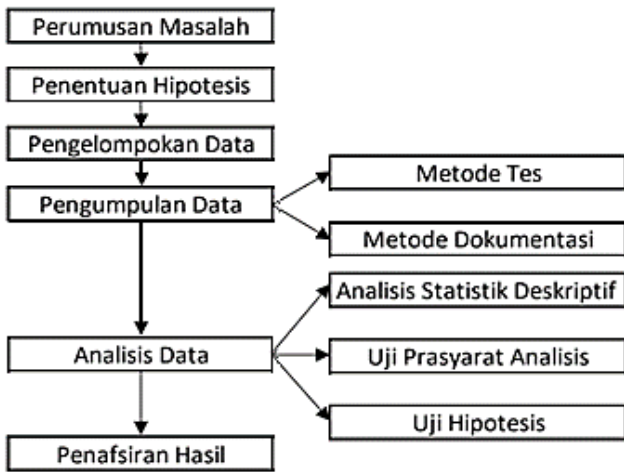 Perumusan Masalah
Penentuan Hipotesis
Pengelompokan Data
Pengumpulan Data
Metode Tes
Metode Dokumentasi
Analisis Data
Analisis Statistik Deskriptif
Uji Prasyarat Analisis
Uji Hipotesis
Penafsiran Hasil